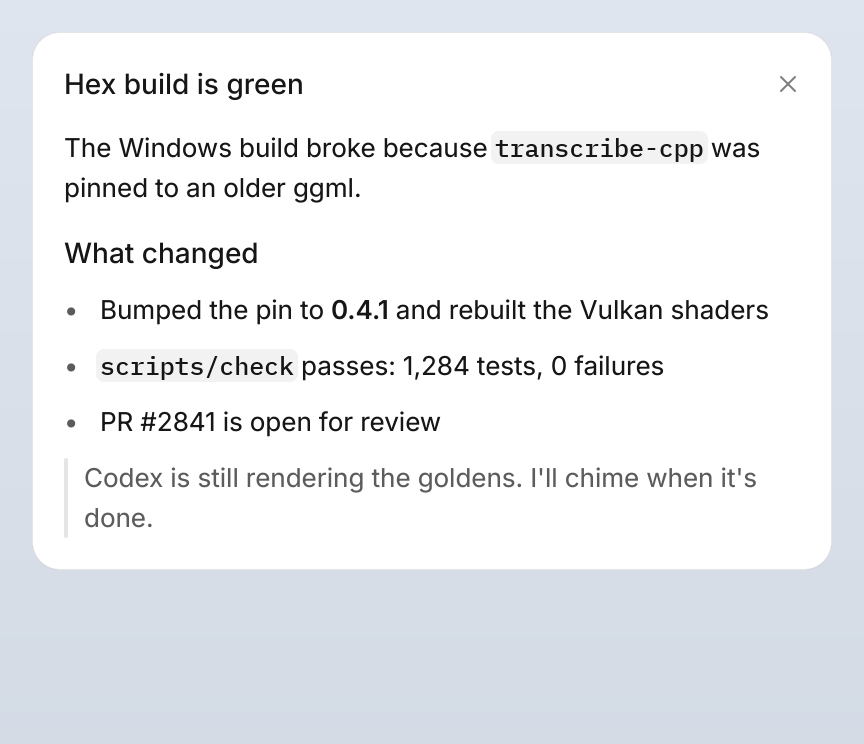 Hex build is green
The Windows build broke because transcribe-cpp was
pinned to an older ggml.
What changed
• Bumped the pin to 0.4.1 and rebuilt the Vulkan shaders
• scripts/check passes: 1,284 tests, 0 failures
• PR #2841 is open for review
Codex is still rendering the goldens. I'll chime when it's
done.